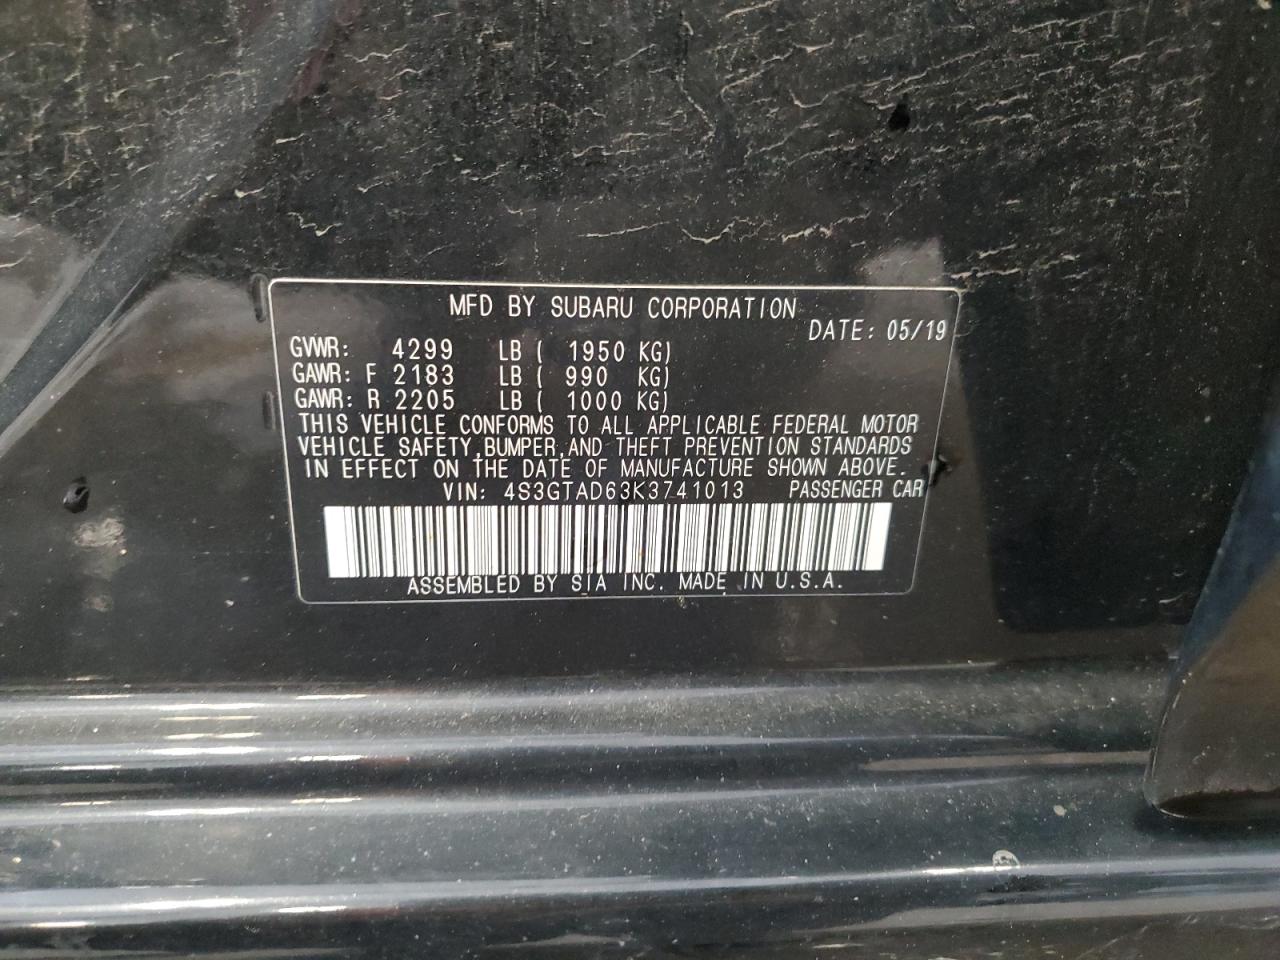 MFD BY SUBARU CORPORATION
DATE: 05/19
GVWR: 4299 LB ( 1950 KG)
GAWR: F 2183 LB ( 990 KG)
GAWR: R 2205 LB ( 1000 KG)
THIS VEHICLE CONFORMS TO ALL APPLICABLE FEDERAL MOTOR
VEHICLE SAFETY,BUMPER,AND THEFT PREVENTION STANDARDS
IN EFFECT ON THE DATE OF MANUFACTURE SHOWN ABOVE.
VIN: 4S3GTAD63K3741013 PASSENGER CAR
ASSEMBLED BY SIA INC. MADE IN U.S.A.